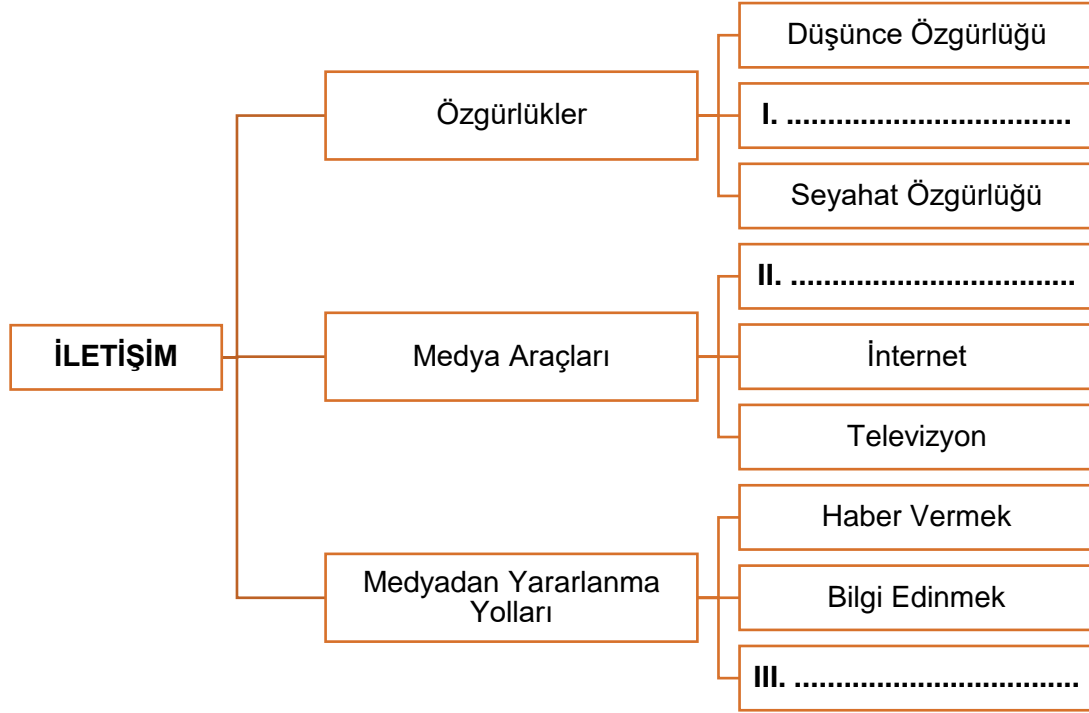 İLETİŞİM
Özgürlükler
Düşünce Özgürlüğü
I. ..................................
Seyahat Özgürlüğü
Medya Araçları
II. ..................................
İnternet
Televizyon
Medyadan Yararlanma
Yolları
Haber Vermek
Bilgi Edinmek
III. ..................................